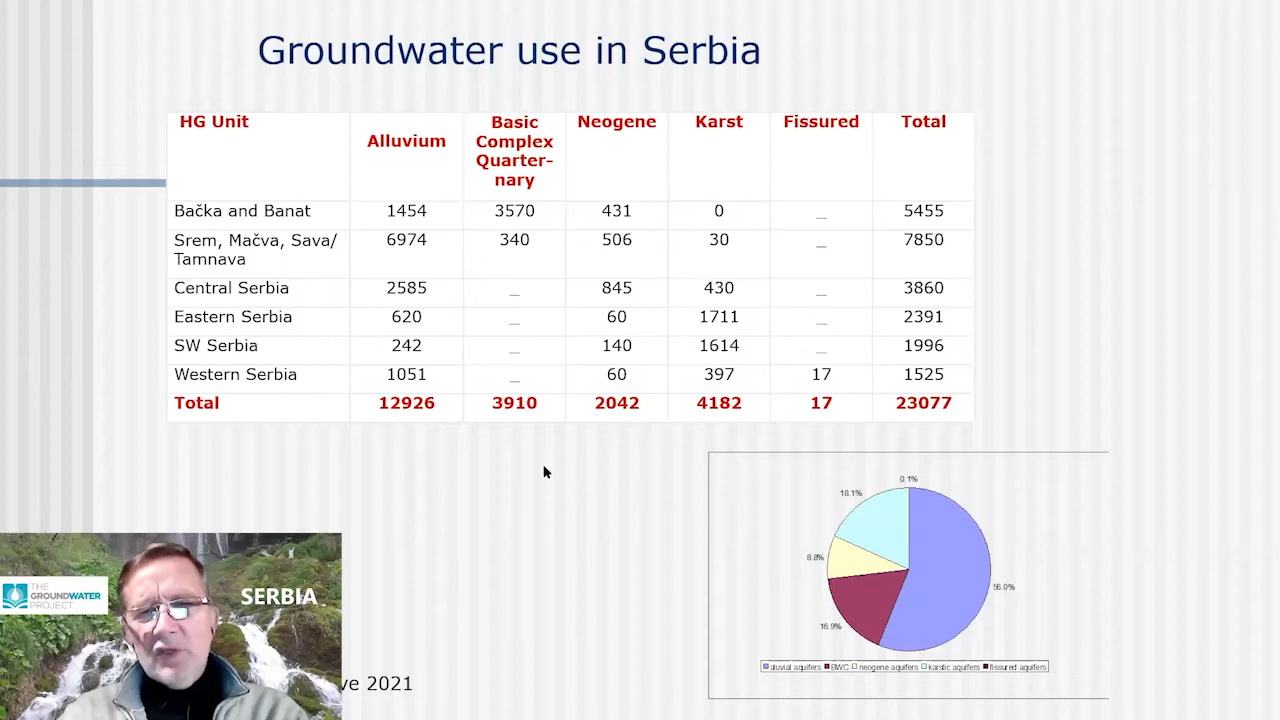 Groundwater use in Serbia
HG Unit Alluvium Basic Complex Quarter-nary Neogene Karst Fissured Total
Bačka and Banat 1454 3570 431 0 _ 5455
Srem, Mačva, Sava/ Tamnava 6974 340 506 30 _ 7850
Central Serbia 2585 _ 845 430 _ 3860
Eastern Serbia 620 _ 60 1711 _ 2391
SW Serbia 242 _ 140 1614 _ 1996
Western Serbia 1051 _ 60 397 17 1525
Total 12926 3910 2042 4182 17 23077
0.1%
18.1%
8.8%
56.0%
16.9%
aluvial aquifers BWC neogene aquifers karstic aquifers fissured aquifers
THE
GROUNDWATER
PROJECT
SERBIA
ve 2021